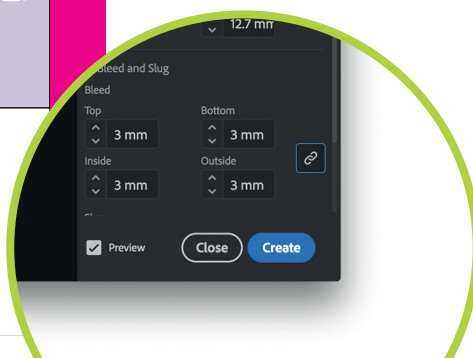 12.7 mm
Bleed and Slug
Bleed
Top Bottom
3 mm 3 mm
Inside Outside
3 mm 3 mm
Preview Close Create